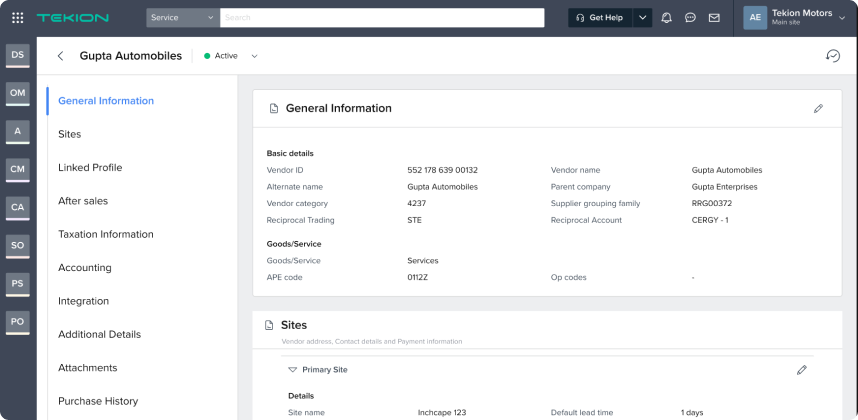 TEKION
Service
Search
Get Help
AE
Tekion Motors
Main site
DS
OM
A
CM
CA
SO
PS
PO
Gupta Automobiles
Active
General Information
Sites
Linked Profile
After sales
Taxation Information
Accounting
Integration
Additional Details
Attachments
Purchase History
General Information
Basic details
Vendor ID 552 178 639 00132 Vendor name Gupta Automobiles
Alternate name Gupta Automobiles Parent company Gupta Enterprises
Vendor category 4237 Supplier grouping family RRG00372
Reciprocal Trading STE Reciprocal Account CERGY - 1
Goods/Service
Goods/Service Services
APE code 0112Z Op codes -
Sites
Vendor address, Contact details and Payment information
Primary Site
Details
Site name Inchcape 123 Default lead time 1 days